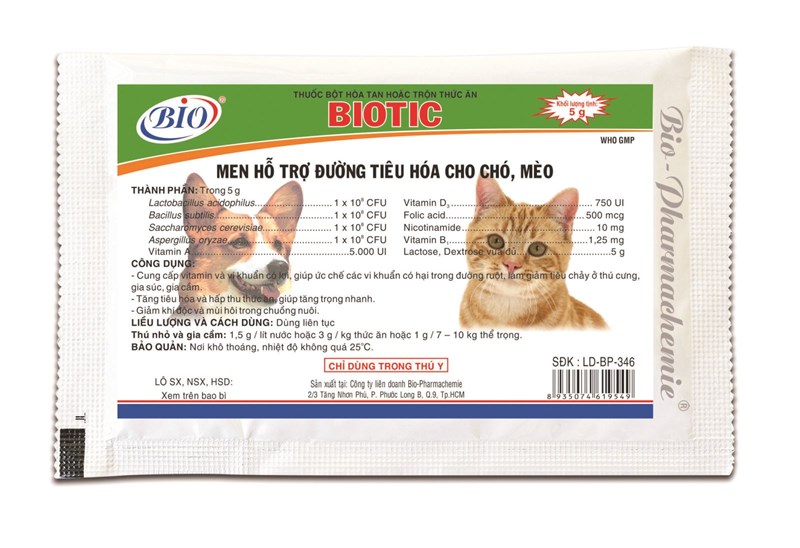 BIO®
THUỐC BỘT HÒA TAN HOẶC TRỘN THỨC ĂN
BIOTIC
Khối lượng tịnh:
5 g
WHO GMP
MEN HỖ TRỢ ĐƯỜNG TIÊU HÓA CHO CHÓ, MÈO
THÀNH PHẦN: Trong 5 g
Lactobacillus acidophilus.......................1 x 10⁸ CFU
Bacillus subtilis.......................1 x 10⁸ CFU
Saccharomyces cerevisiae.......................1 x 10⁸ CFU
Aspergillus oryzae.......................1 x 10⁸ CFU
Vitamin A.......................5.000 UI
Vitamin D₃.......................750 UI
Folic acid.......................500 mcg
Nicotinamide.......................10 mg
Vitamin B₁.......................1,25 mg
Lactose, Dextrose vừa đủ.......................5 g
CÔNG DỤNG:
- Cung cấp vitamin và vi khuẩn có lợi, giúp ức chế các vi khuẩn có hại trong đường ruột, làm giảm tiêu chảy ở thú cưng,
gia súc, gia cầm.
- Tăng tiêu hóa và hấp thu thức ăn, giúp tăng trọng nhanh.
- Giảm khí độc và mùi hôi trong chuồng nuôi.
LIỀU LƯỢNG VÀ CÁCH DÙNG: Dùng liên tục
Thú nhỏ và gia cầm: 1,5 g / lít nước hoặc 3 g / kg thức ăn hoặc 1 g / 7 – 10 kg thể trọng.
BẢO QUẢN: Nơi khô thoáng, nhiệt độ không quá 25°C.
CHỈ DÙNG TRONG THÚ Y
SĐK : LD-BP-346
LÔ SX, NSX, HSD:
Xem trên bao bì
Sản xuất tại: Công ty liên doanh Bio-Pharmachemie
2/3 Tăng Nhơn Phú, P. Phước Long B, Q.9, Tp.HCM
8 935074 619549
Bio-Pharmachemie®